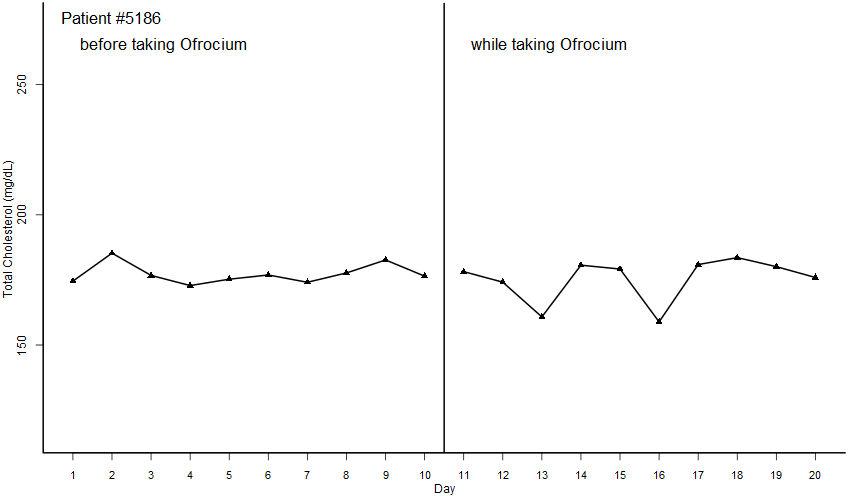 Patient #5186
before taking Ofrocium
while taking Ofrocium
Total Cholesterol (mg/dL)
250
200
150
1 2 3 4 5 6 7 8 9 10 11 12 13 14 15 16 17 18 19 20
Day